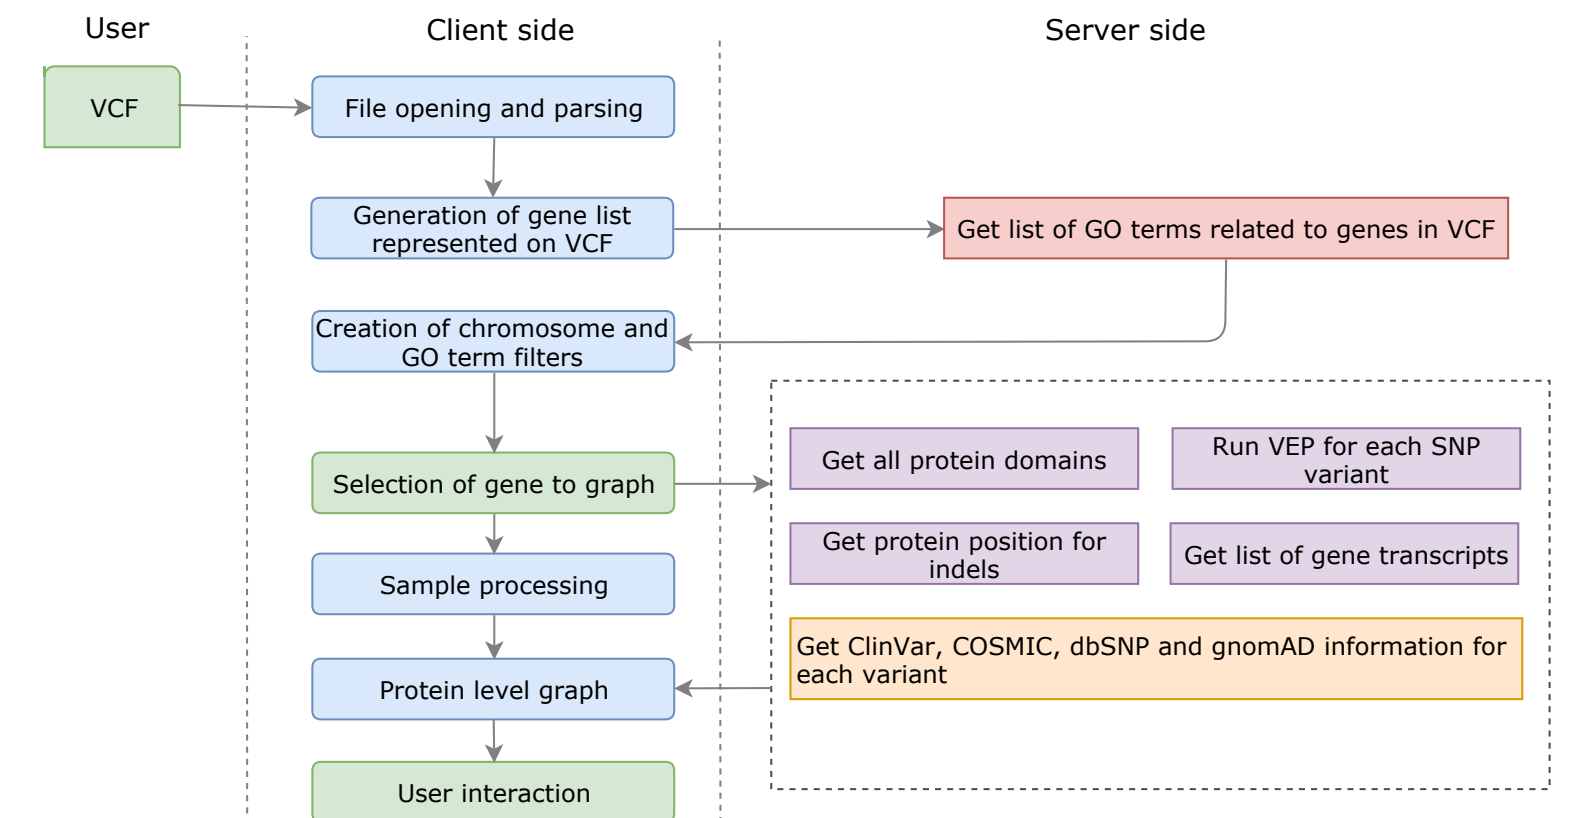 User
Client side
Server side
VCF
File opening and parsing
Generation of gene list
represented on VCF
Get list of GO terms related to genes in VCF
Creation of chromosome and
GO term filters
Selection of gene to graph
Get all protein domains
Run VEP for each SNP
variant
Get protein position for
indels
Get list of gene transcripts
Sample processing
Get ClinVar, COSMIC, dbSNP and gnomAD information for
each variant
Protein level graph
User interaction